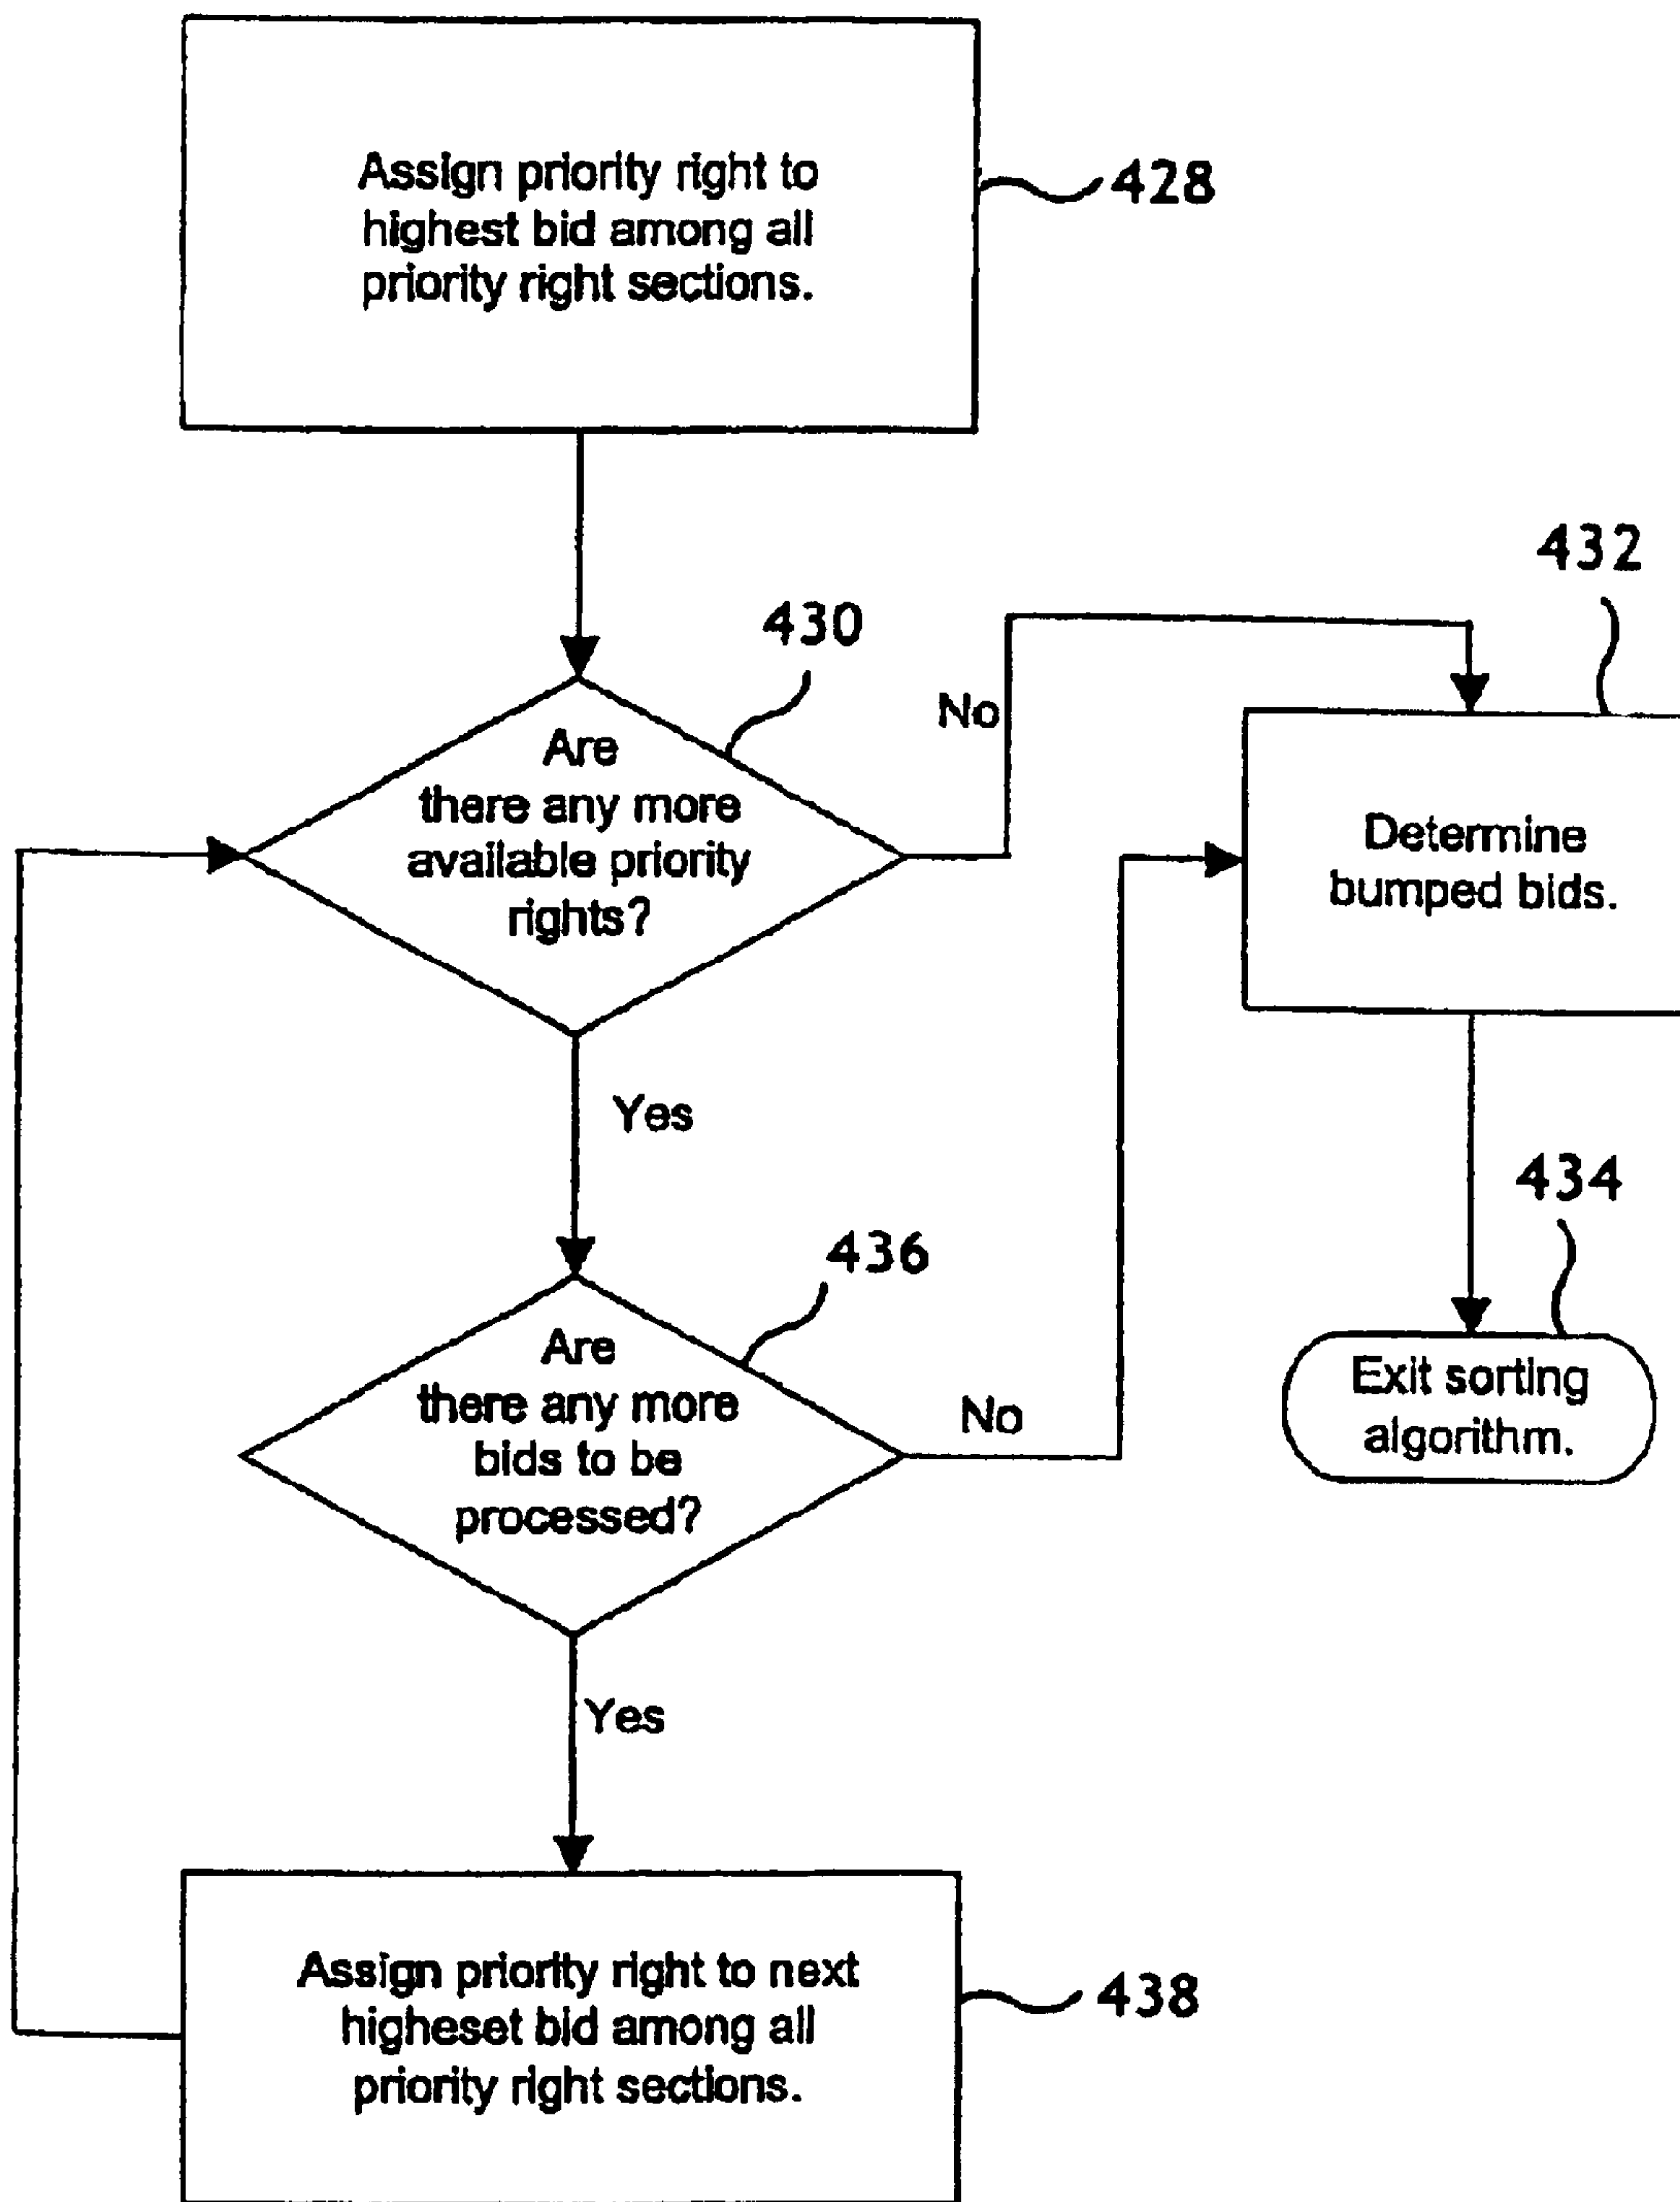 Assign priority right to
highest bid among all
priority right sections.
428
432
430
No
Are
there any more
available priority
rights?
Determine
bumped bids.
Yes
434
436
Are
there any more
bids to be
processed?
No
Exit sorting
algorithm.
Yes
Assign priority right to next
higheset bid among all
priority right sections.
438